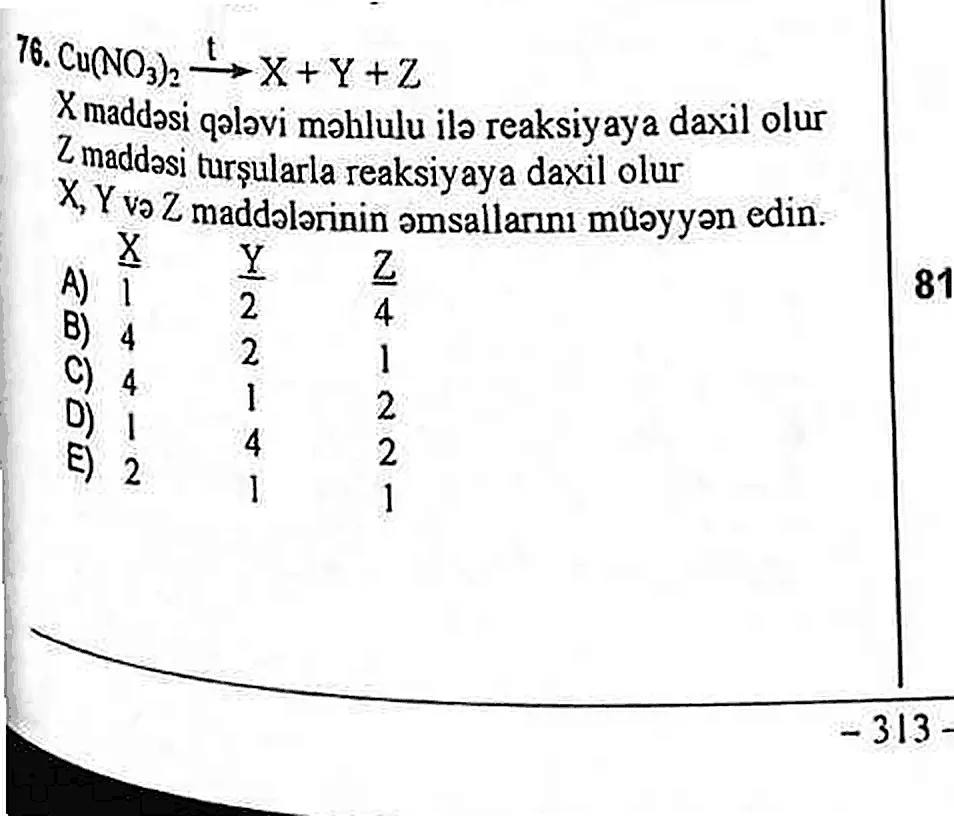 76. Cu(NO₃)₂ —t→ X + Y + Z
X maddəsi qələvi məhlulu ilə reaksiyaya daxil olur
Z maddəsi turşularla reaksiyaya daxil olur
X, Y və Z maddələrinin əmsallarını müəyyən edin.
X Y Z
A) 1 2 4
B) 4 2 1
C) 4 1 2
D) 1 4 2
E) 2 1 1
81
– 313 –